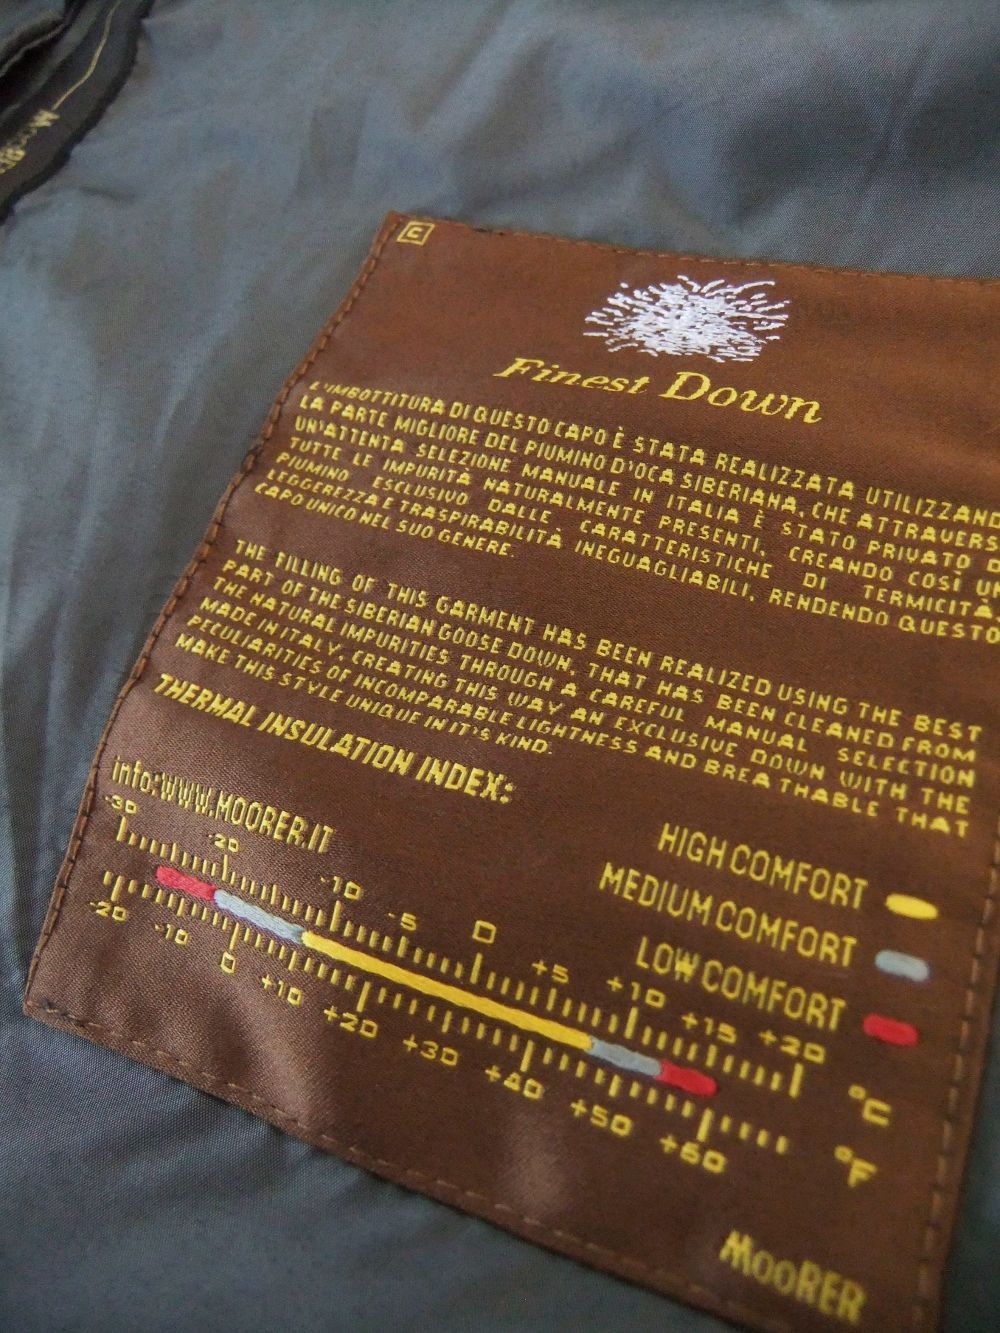 C
Finest Down
L'IMBOTTITURA DI QUESTO CAPO È STATA REALIZZATA UTILIZZAND
LA PARTE MIGLIORE DEL PIUMINO D'OCA SIBERIANA, CHE ATTRAVERS
UN'ATTENTA SELEZIONE MANUALE IN ITALIA È STATO PRIVATO D
TUTTE LE IMPURITÀ NATURALMENTE PRESENTI, CREANDO COSÌ UN
PIUMINO ESCLUSIVO DALLE CARATTERISTICHE DI TERMICITÀ,
LEGGEREZZA E TRASPIRABILITÀ INEGUAGLIABILI, RENDENDO QUESTO
CAPO UNICO NEL SUO GENERE.
THE FILLING OF THIS GARMENT HAS BEEN REALIZED USING THE BEST
PART OF THE SIBERIAN GOOSE DOWN, THAT HAS BEEN CLEANED FROM
THE NATURAL IMPURITIES THROUGH A CAREFUL MANUAL SELECTION
MADE IN ITALY, CREATING THIS WAY AN EXCLUSIVE DOWN WITH THE
PECULIARITIES OF INCOMPARABLE LIGHTNESS AND BREATHABLE THAT
MAKE THIS STYLE UNIQUE IN IT'S KIND.
THERMAL INSULATION INDEX:
info:WWW.MOORER.IT
HIGH COMFORT
MEDIUM COMFORT
LOW COMFORT
-30 -20 -10 -5 0 +5 +10 +15 +20 °C
-20 -10 0 +10 +20 +30 +40 +50 +60 °F
MOORER